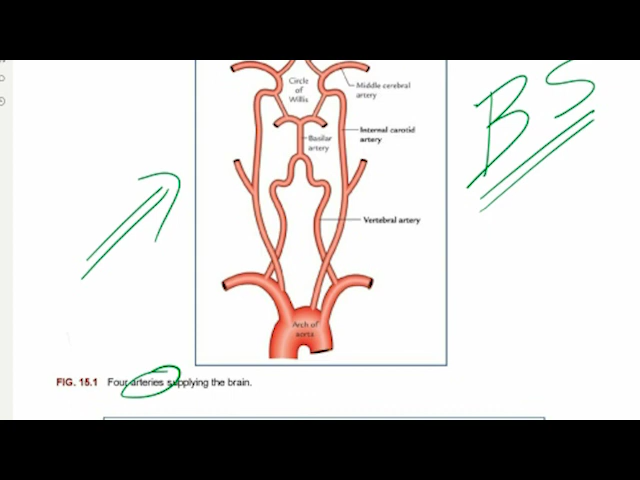 Circle
of
Willis
Middle cerebral
artery
Basilar
artery
Internal carotid
artery
Vertebral artery
Arch of
aorta
BS
FIG. 15.1 Four arteries supplying the brain.